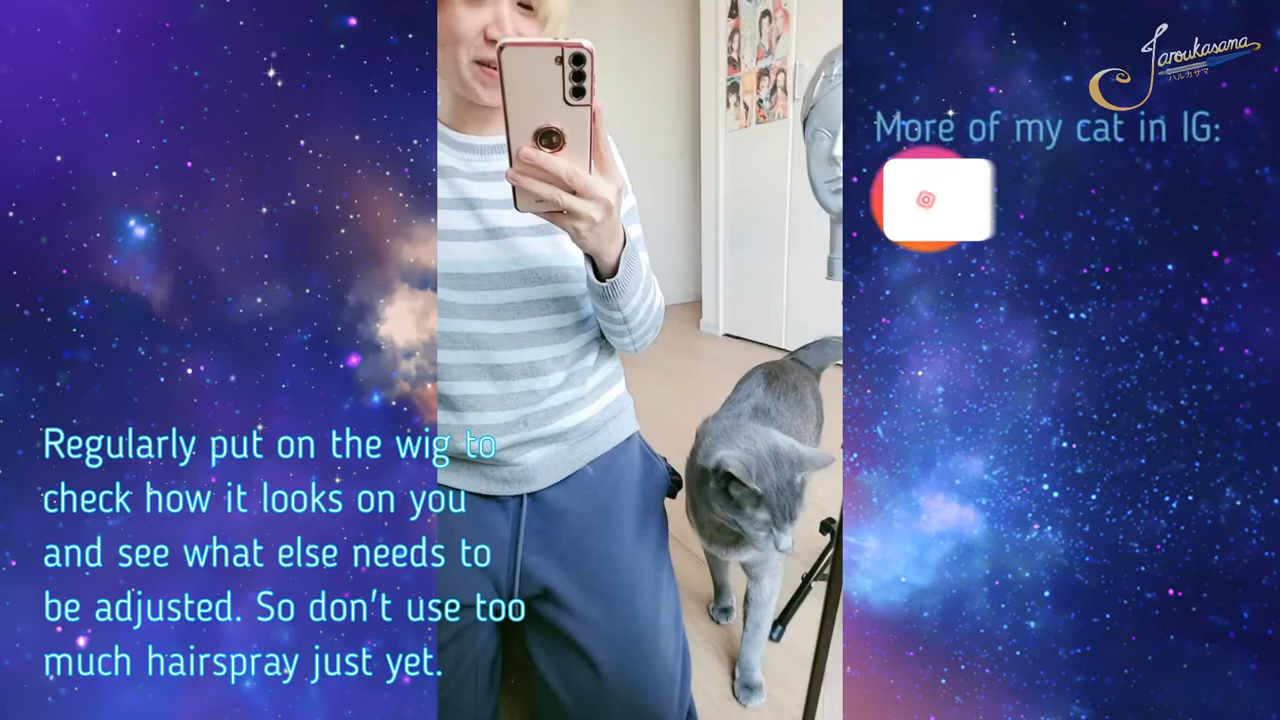 Jaroukasana
ハルカサマ
More of my cat in IG:
Regularly put on the wig to
check how it looks on you
and see what else needs to
be adjusted. So don't use too
much hairspray just yet.